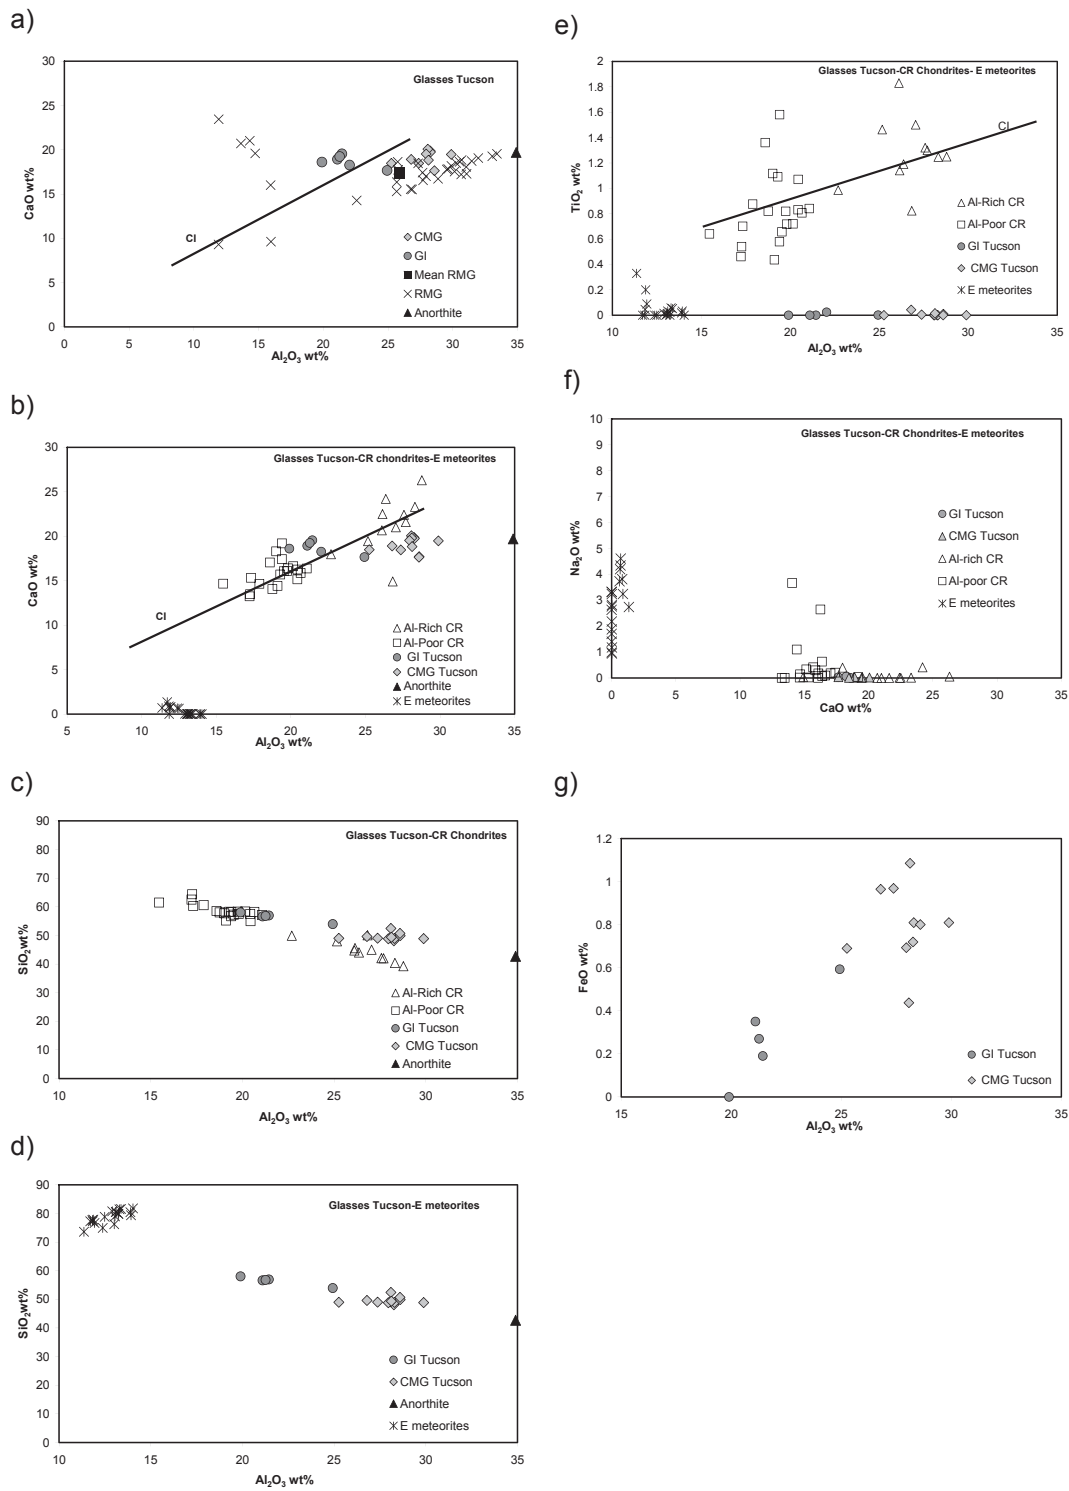 a)
Glasses Tucson
30
25
20
15
10
5
0
CaO wt%
CI
CMG
GI
Mean RMG
RMG
Anorthite
0 5 10 15 20 25 30 35
Al₂O₃ wt%
b)
Glasses Tucson-CR chondrites-E meteorites
30
25
20
15
10
5
0
CaO wt%
CI
Al-Rich CR
Al-Poor CR
GI Tucson
CMG Tucson
Anorthite
E meteorites
5 10 15 20 25 30 35
Al₂O₃ wt%
c)
Glasses Tucson-CR Chondrites
90
80
70
60
50
40
30
20
10
0
SiO₂wt%
Al-Rich CR
Al-Poor CR
GI Tucson
CMG Tucson
Anorthite
10 15 20 25 30 35
Al₂O₃ wt%
d)
Glasses Tucson-E meteorites
90
80
70
60
50
40
30
20
10
0
SiO₂wt%
GI Tucson
CMG Tucson
Anorthite
E meteorites
10 15 20 25 30 35
Al₂O₃ wt%
e)
Glasses Tucson-CR Chondrites- E meteorites
2
1.8
1.6
1.4
1.2
1
0.8
0.6
0.4
0.2
0
TiO₂ wt%
CI
Al-Rich CR
Al-Poor CR
GI Tucson
CMG Tucson
E meteorites
10 15 20 25 30 35
Al₂O₃ wt%
f)
Glasses Tucson-CR Chondrites-E meteorites
10
9
8
7
6
5
4
3
2
1
0
Na₂O wt%
GI Tucson
CMG Tucson
Al-rich CR
Al-poor CR
E meteorites
0 5 10 15 20 25 30 35
CaO wt%
g)
1.2
1
0.8
0.6
0.4
0.2
0
FeO wt%
GI Tucson
CMG Tucson
15 20 25 30 35
Al₂O₃ wt%